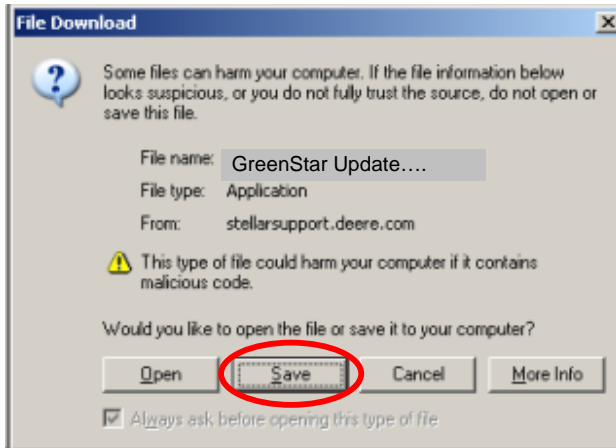 File Download
Some files can harm your computer. If the file information below
looks suspicious, or you do not fully trust the source, do not open or
save this file.
File name: GreenStar Update….
File type: Application
From: stellarsupport.deere.com
This type of file could harm your computer if it contains
malicious code.
Would you like to open the file or save it to your computer?
Open Save Cancel More Info
Always ask before opening this type of file